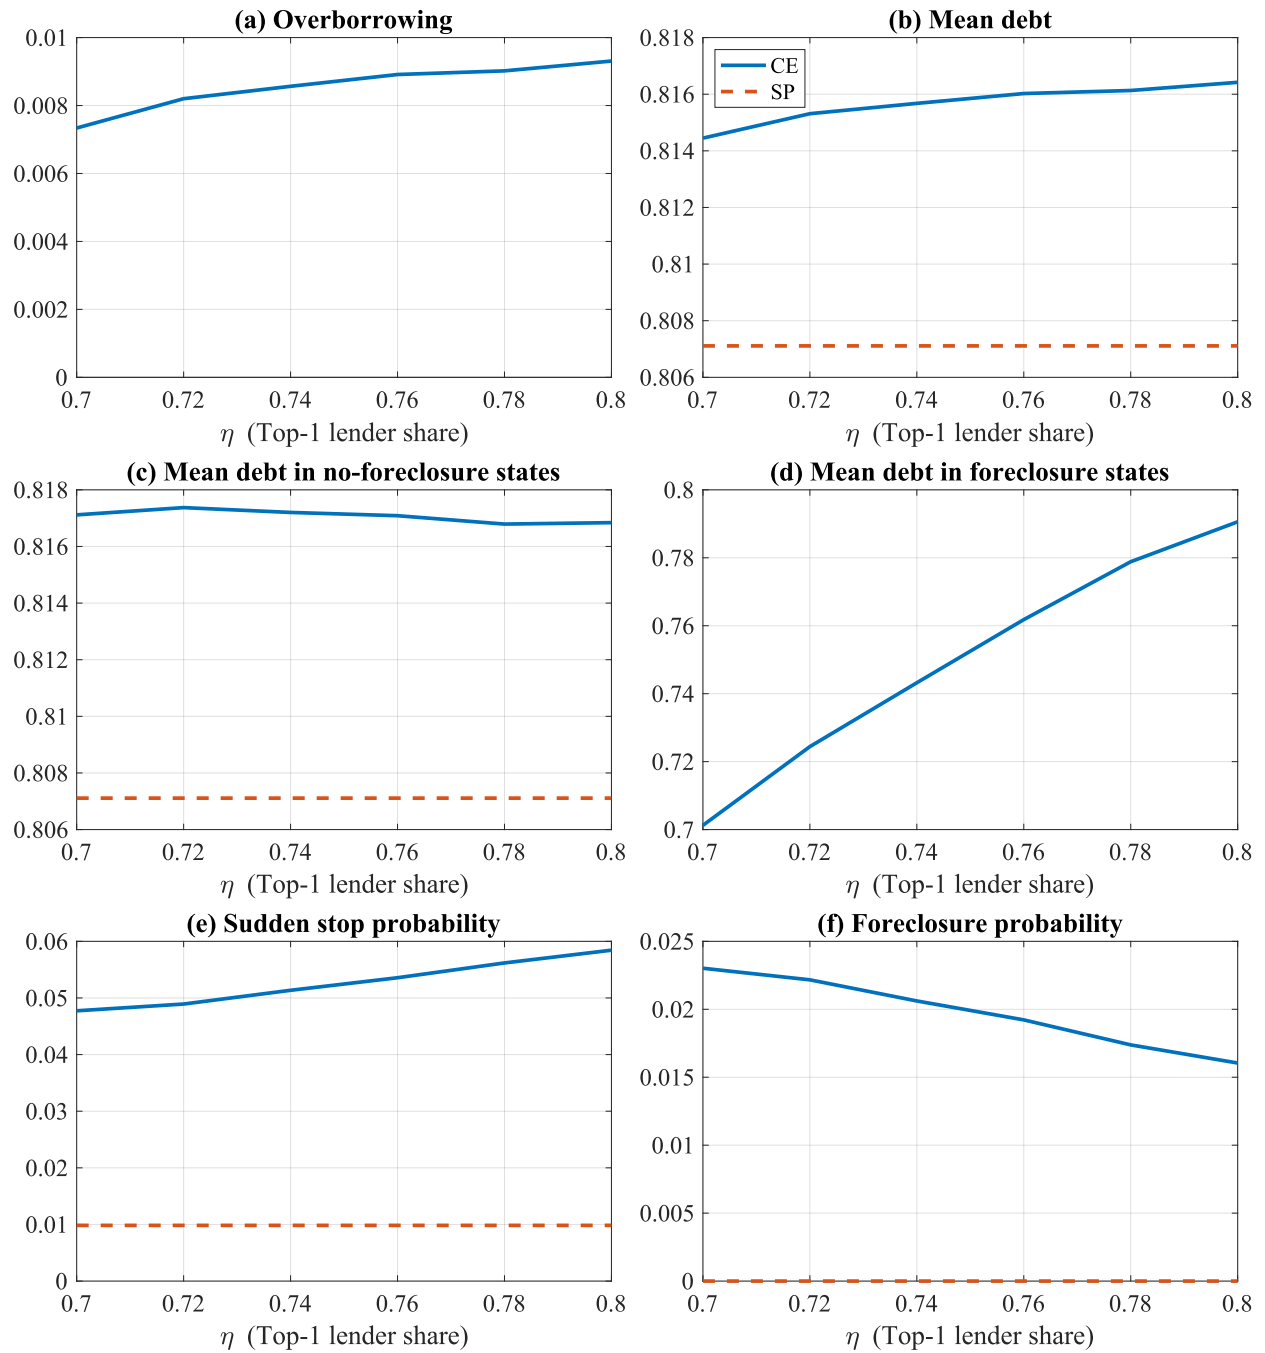 (a) Overborrowing
0.01
0.008
0.006
0.004
0.002
0
0.7 0.72 0.74 0.76 0.78 0.8
η (Top-1 lender share)
(b) Mean debt
0.818
0.816
0.814
0.812
0.81
0.808
0.806
CE
SP
0.7 0.72 0.74 0.76 0.78 0.8
η (Top-1 lender share)
(c) Mean debt in no-foreclosure states
0.818
0.816
0.814
0.812
0.81
0.808
0.806
0.7 0.72 0.74 0.76 0.78 0.8
η (Top-1 lender share)
(d) Mean debt in foreclosure states
0.8
0.78
0.76
0.74
0.72
0.7
0.7 0.72 0.74 0.76 0.78 0.8
η (Top-1 lender share)
(e) Sudden stop probability
0.06
0.05
0.04
0.03
0.02
0.01
0
0.7 0.72 0.74 0.76 0.78 0.8
η (Top-1 lender share)
(f) Foreclosure probability
0.025
0.02
0.015
0.01
0.005
0
0.7 0.72 0.74 0.76 0.78 0.8
η (Top-1 lender share)